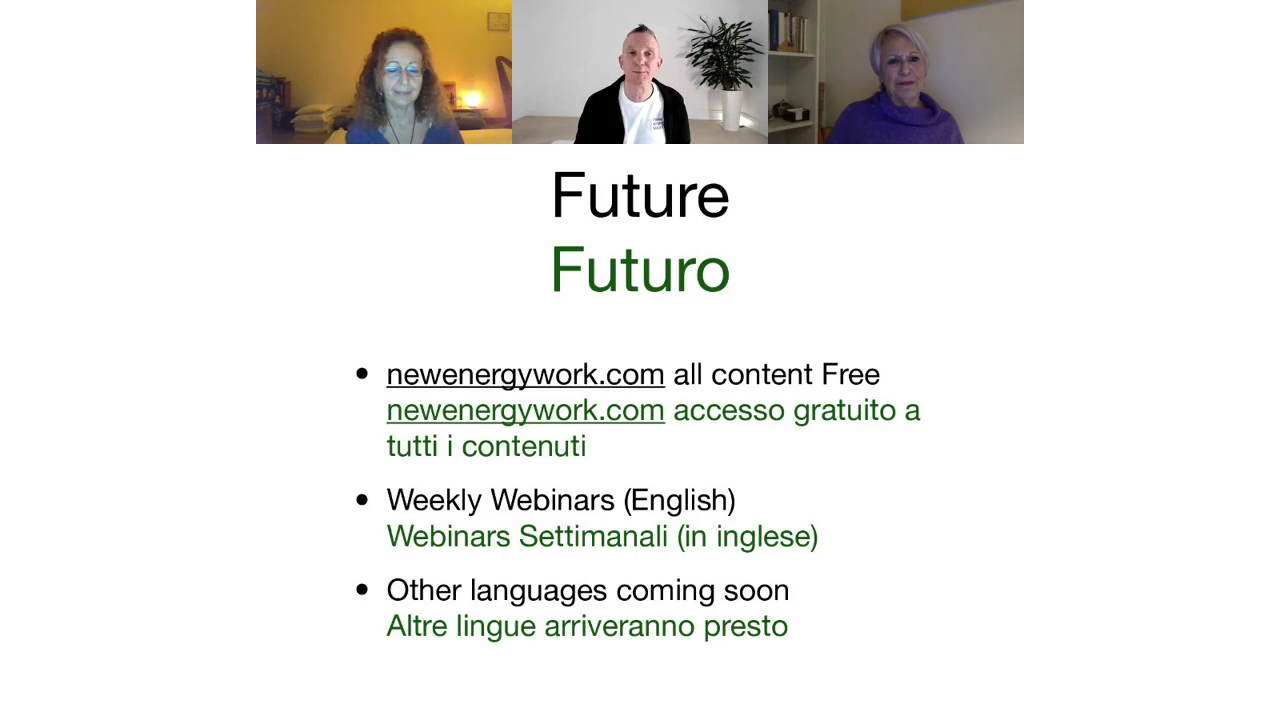 Future
Futuro
• newenergywork.com all content Free
newenergywork.com accesso gratuito a
tutti i contenuti
• Weekly Webinars (English)
Webinars Settimanali (in inglese)
• Other languages coming soon
Altre lingue arriveranno presto